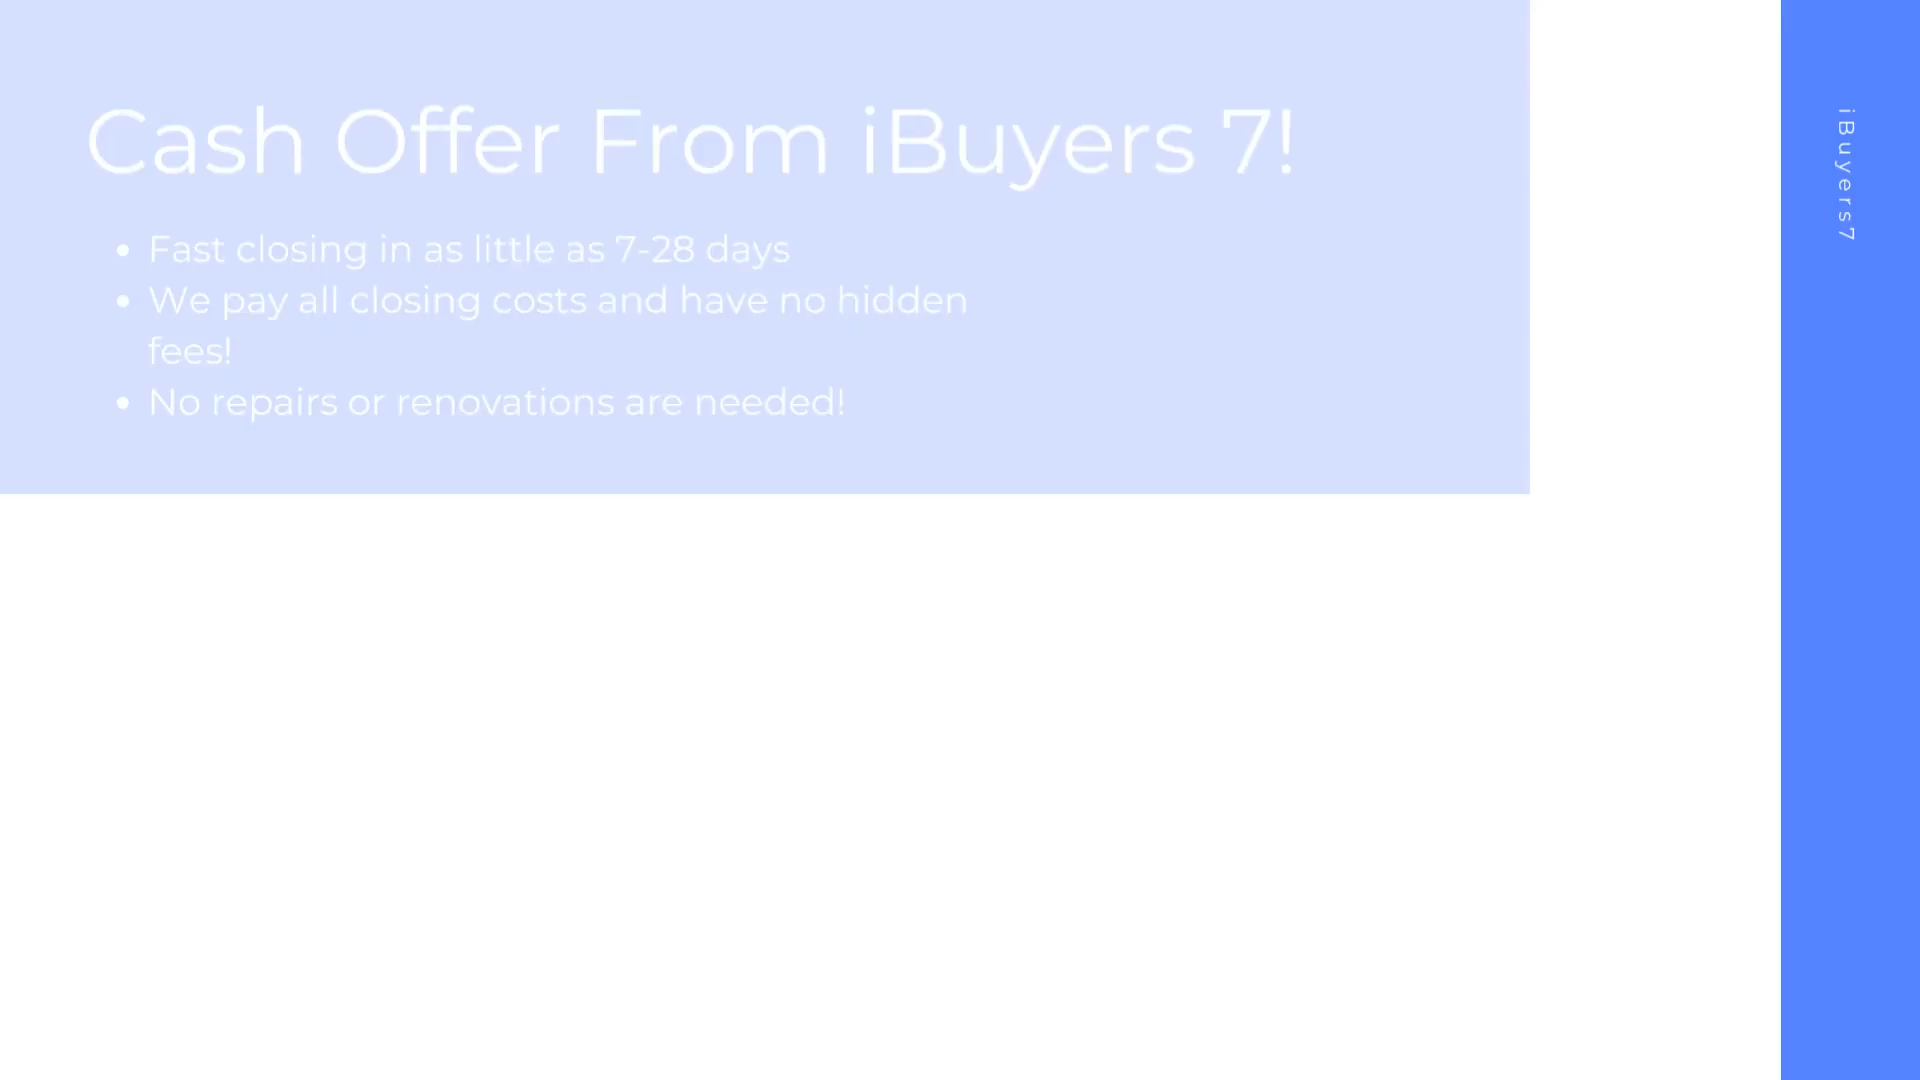 Cash Offer From iBuyers 7!
• Fast closing in as little as 7-28 days
• We pay all closing costs and have no hidden
fees!
• No repairs or renovations are needed!
iBuyers7